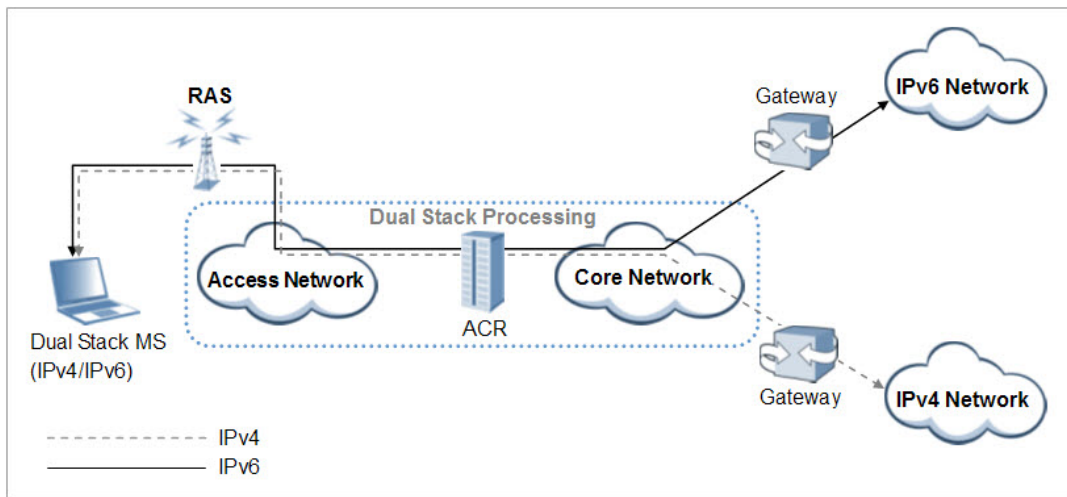 RAS
Gateway
IPv6 Network
Dual Stack Processing
Access Network
ACR
Core Network
Dual Stack MS
(IPv4/IPv6)
Gateway
IPv4 Network
IPv4
IPv6